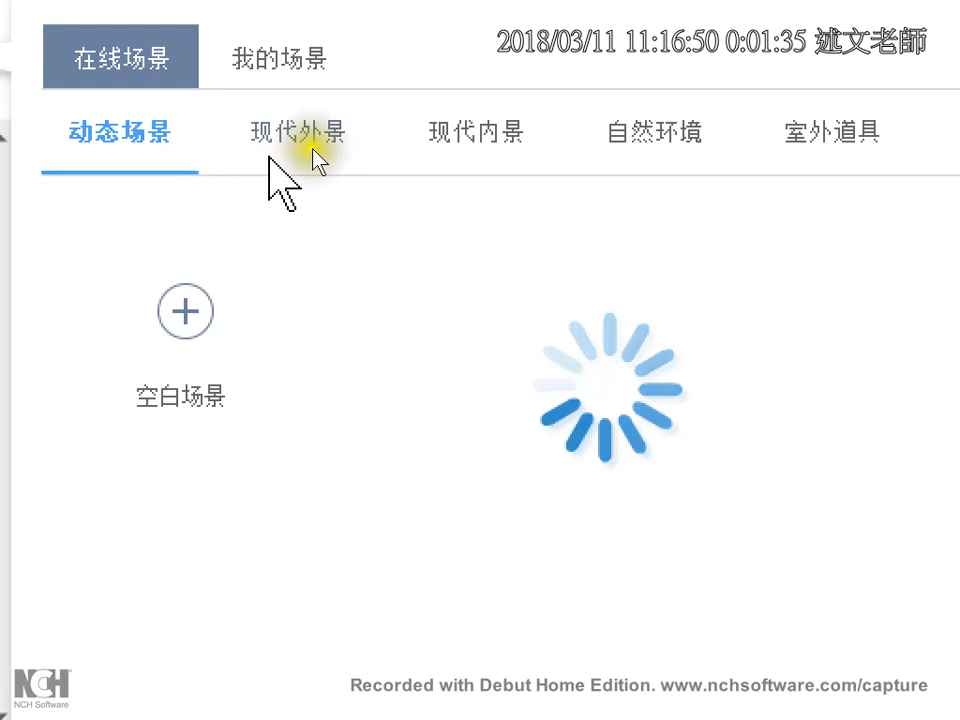 2018/03/11 11:16:50 0:01:35 述文老師
在线场景 我的场景
动态场景 现代外景 现代内景 自然环境 室外道具
空白场景
NCH
NCH Software
Recorded with Debut Home Edition. www.nchsoftware.com/capture